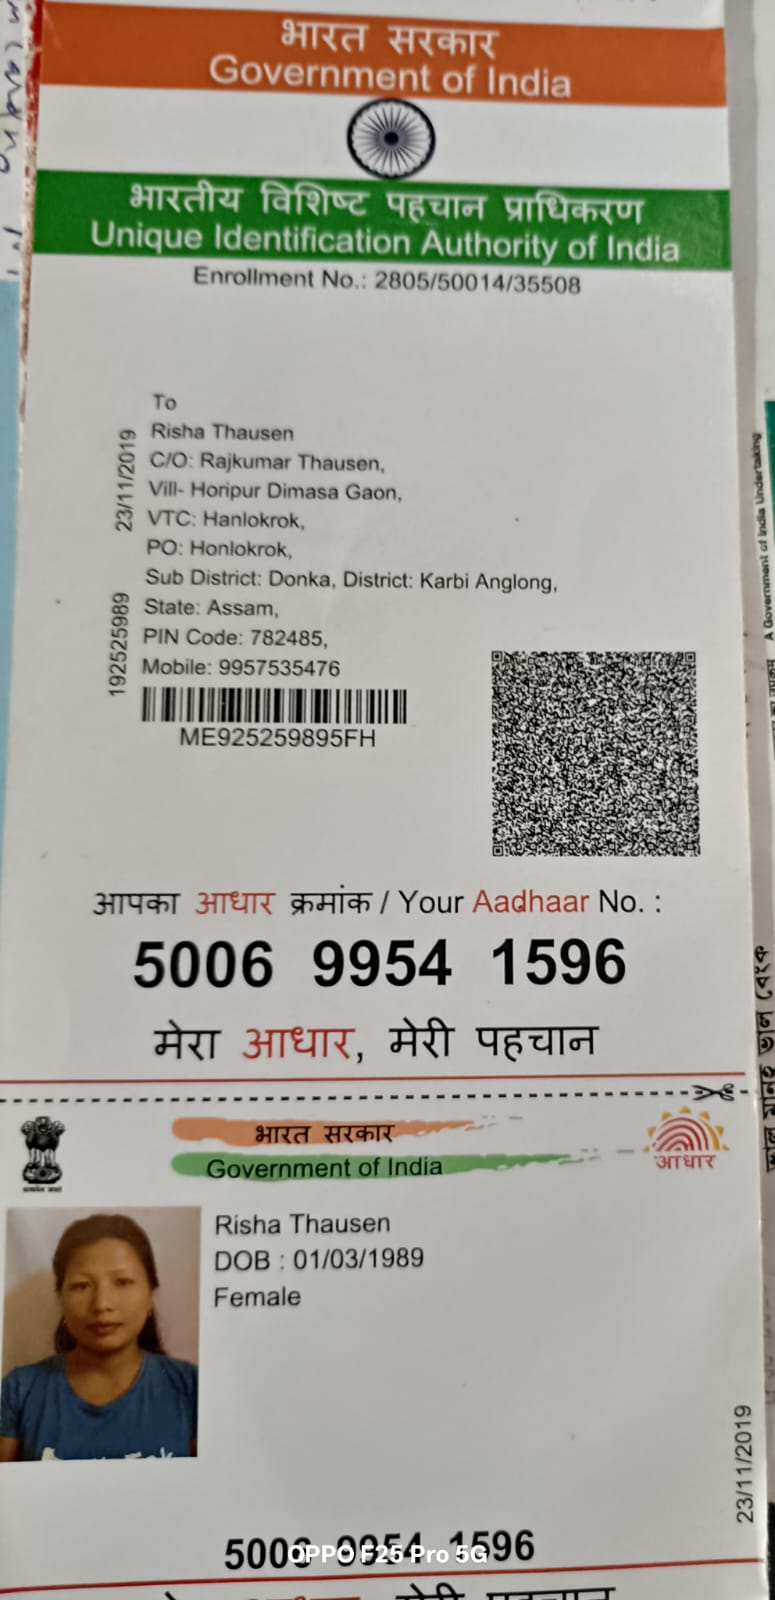 भारत सरकार
Government of India
भारतीय विशिष्ट पहचान प्राधिकरण
Unique Identification Authority of India
Enrollment No.: 2805/50014/35508
To
Risha Thausen
C/O: Rajkumar Thausen,
Vill- Horipur Dimasa Gaon,
VTC: Hanlokrok,
PO: Honlokrok,
Sub District: Donka, District: Karbi Anglong,
State: Assam,
PIN Code: 782485,
Mobile: 9957535476
23/11/2019
192525989
ME925259895FH
आपका आधार क्रमांक / Your Aadhaar No. :
5006 9954 1596
मेरा आधार, मेरी पहचान
भारत सरकार
Government of India
आधार
Risha Thausen
DOB : 01/03/1989
Female
23/11/2019
5006 9954 1596
OPPO F25 Pro 5G
मेरा आधार, मेरी पहचान
A Government of India Undertaking